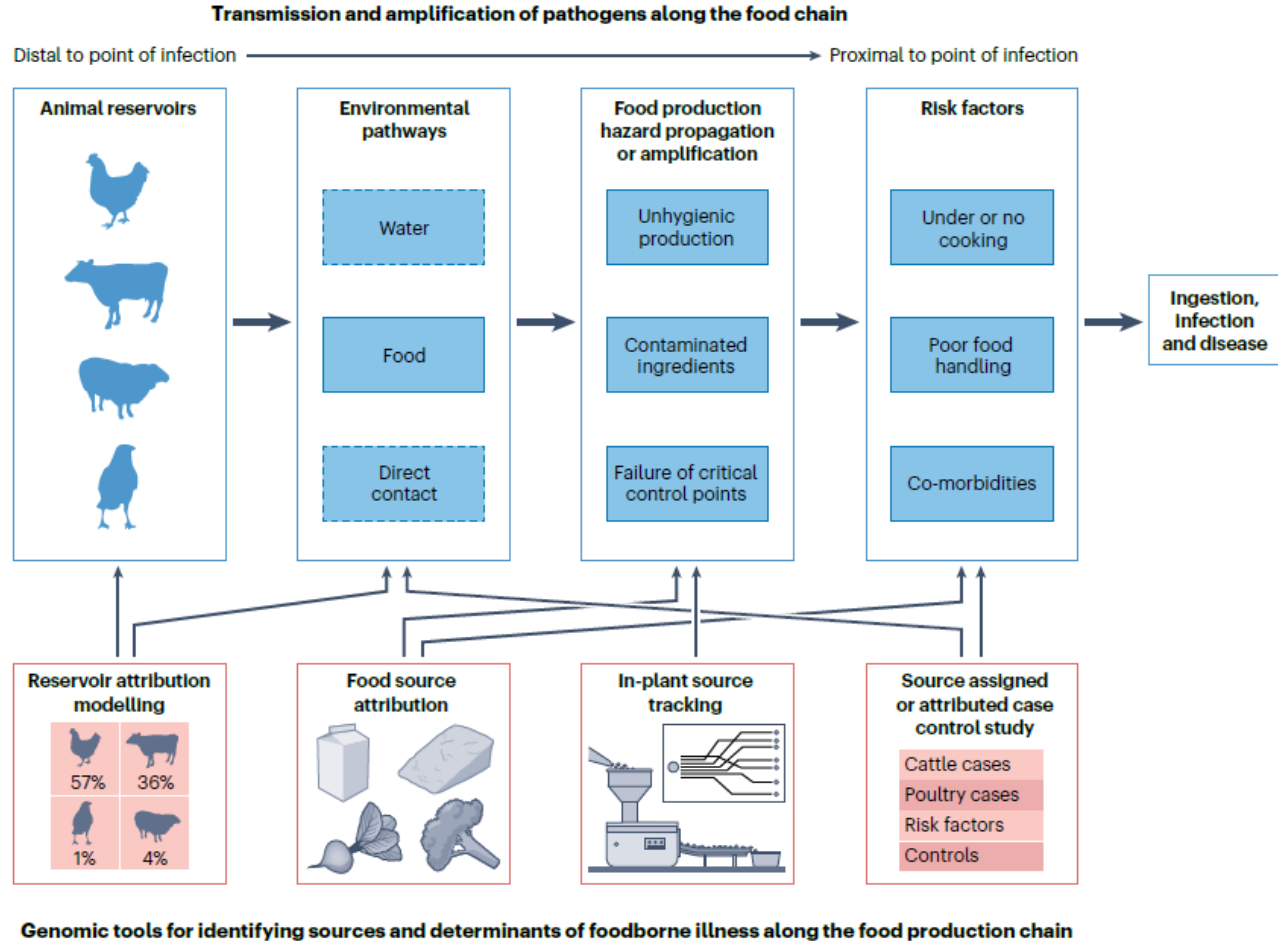 Transmission and amplification of pathogens along the food chain
Distal to point of infection
Proximal to point of infection
Animal reservoirs
Environmental
pathways
Water
Food
Direct
contact
Food production
hazard propagation
or amplification
Unhygienic
production
Contaminated
ingredients
Failure of critical
control points
Risk factors
Under or no
cooking
Poor food
handling
Co-morbidities
Ingestion,
infection
and disease
Reservoir attribution
modelling
57%
36%
1%
4%
Food source
attribution
In-plant source
tracking
Source assigned
or attributed case
control study
Cattle cases
Poultry cases
Risk factors
Controls
Genomic tools for identifying sources and determinants of foodborne illness along the food production chain